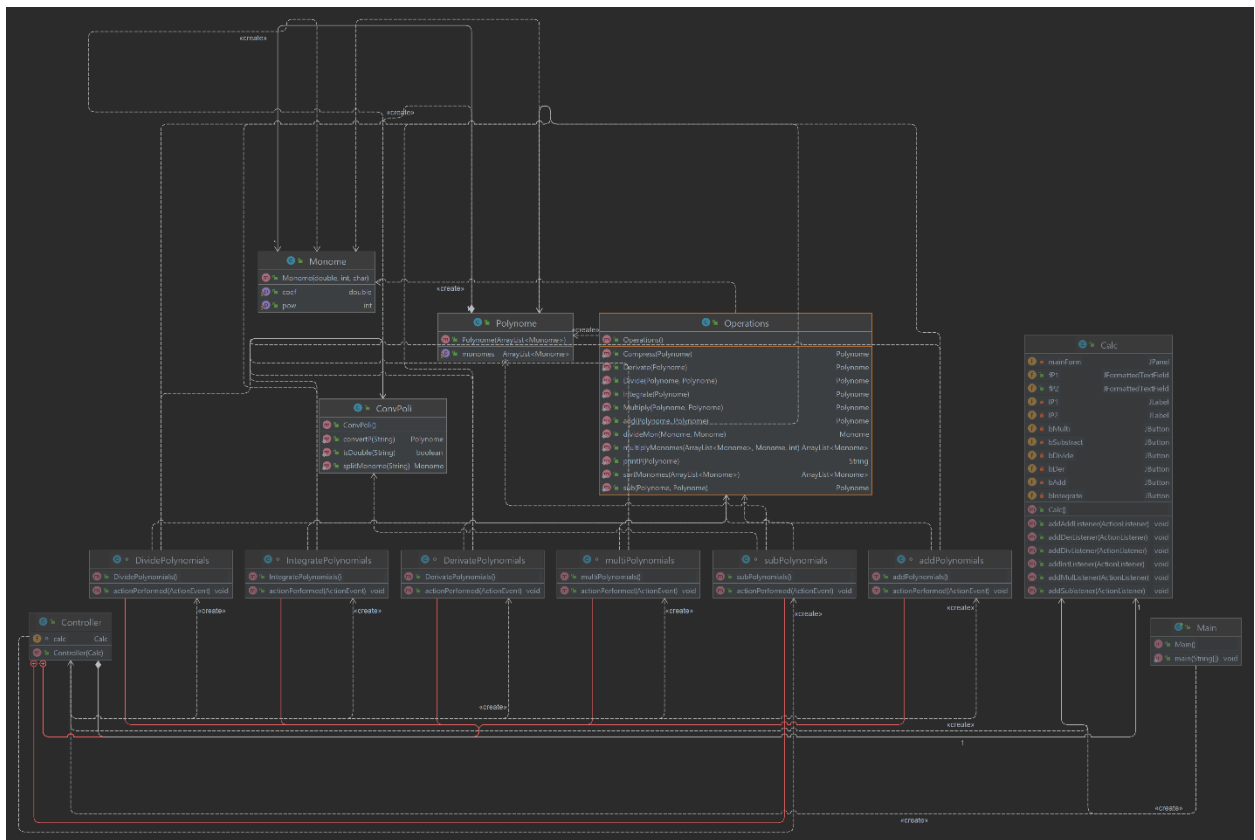 «create»
«create»
Monome
Monome(double, int, char)
coef double
pow int
«create»
Polynome
Polynome(ArrayList<Monome>)
monomes ArrayList<Monome>
«create»
Operations
Operations()
Compress(Polynome) Polynome
Derivate(Polynome) Polynome
Divide(Polynome, Polynome) Polynome
Integrate(Polynome) Polynome
Multiply(Polynome, Polynome) Polynome
add(Polynome, Polynome) Polynome
divideMon(Monome, Monome) Monome
multiplyMonomes(ArrayList<Monome>, Monome, int) ArrayList<Monome>
printP(Polynome) String
sortMonomes(ArrayList<Monome>) ArrayList<Monome>
sub(Polynome, Polynome) Polynome
Calc
mainForm JPanel
tfP1 JFormattedTextField
tfP2 JFormattedTextField
lP1 JLabel
lP2 JLabel
bMulti JButton
bSubstract JButton
bDivide JButton
bDer JButton
bAdd JButton
bIntegrate JButton
Calc()
addAddListener(ActionListener) void
addDerListener(ActionListener) void
addDivListener(ActionListener) void
addIntListener(ActionListener) void
addMulListener(ActionListener) void
addSubListener(ActionListener) void
ConvPoli
ConvPoli()
convertP(String) Polynome
isDouble(String) boolean
splitMonome(String) Monome
DividePolynomials
DividePolynomials()
actionPerformed(ActionEvent) void
IntegratePolynomials
IntegratePolynomials()
actionPerformed(ActionEvent) void
DerivatePolynomials
DerivatePolynomials()
actionPerformed(ActionEvent) void
multiPolynomials
multiPolynomials()
actionPerformed(ActionEvent) void
subPolynomials
subPolynomials()
actionPerformed(ActionEvent) void
addPolynomials
addPolynomials()
actionPerformed(ActionEvent) void
«create»
«create»
«create»
«create»
«create»
«create»
1
Controller
calc Calc
Controller(Calc)
Main
Main()
main(String[]) void
«create»
1
«create»
«create»